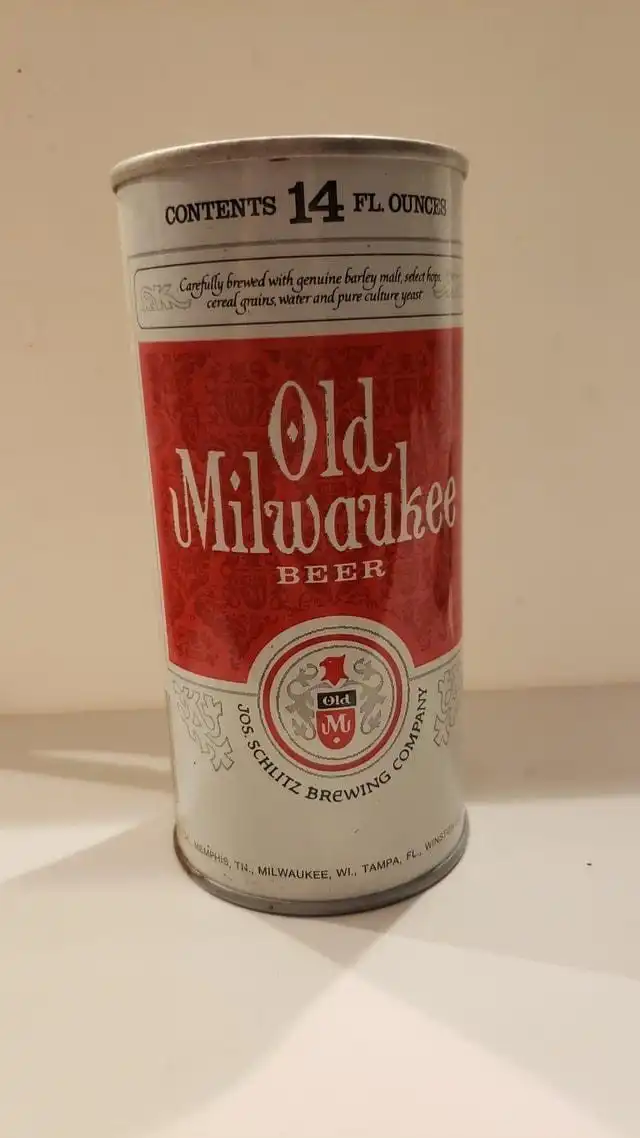 CONTENTS 14 FL. OUNCES
Carefully brewed with genuine barley malt, select hops,
cereal grains, water and pure culture yeast
Old
Milwaukee
BEER
Old
M
JOS. SCHLITZ BREWING COMPANY
MEMPHIS, TN., MILWAUKEE, WI., TAMPA, FL.,